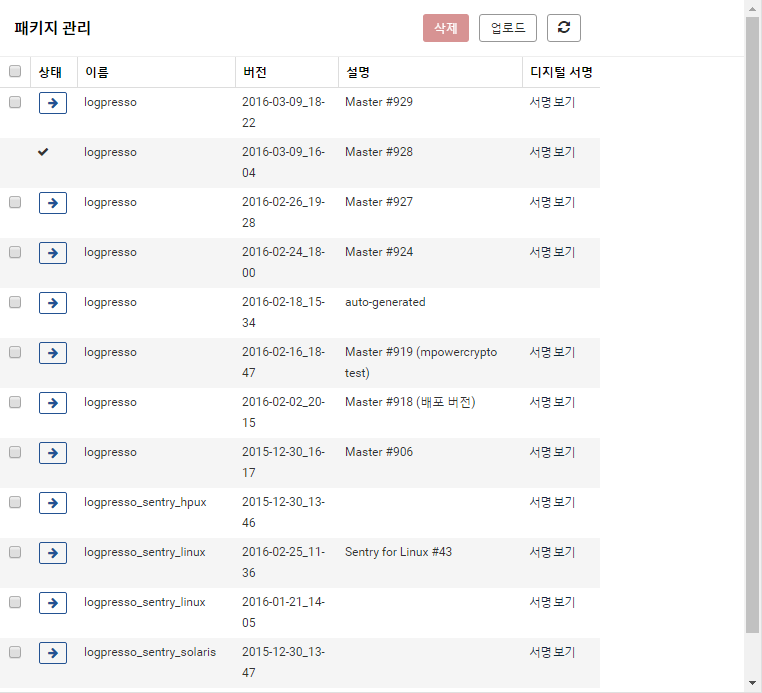 패키지 관리
삭제 업로드
상태 이름 버전 설명 디지털 서명
logpresso 2016-03-09_18- Master #929 서명보기
22
logpresso 2016-03-09_16- Master #928 서명보기
04
logpresso 2016-02-26_19- Master #927 서명보기
28
logpresso 2016-02-24_18- Master #924 서명보기
00
logpresso 2016-02-18_15- auto-generated
34
logpresso 2016-02-16_18- Master #919 (mpowercrypto 서명보기
47 test)
logpresso 2016-02-02_20- Master #918 (배포 버전) 서명보기
15
logpresso 2015-12-30_16- Master #906 서명보기
17
logpresso_sentry_hpux 2015-12-30_13- 서명보기
46
logpresso_sentry_linux 2016-02-25_11- Sentry for Linux #43 서명보기
36
logpresso_sentry_linux 2016-01-21_14- 서명보기
05
logpresso_sentry_solaris 2015-12-30_13- 서명보기
47